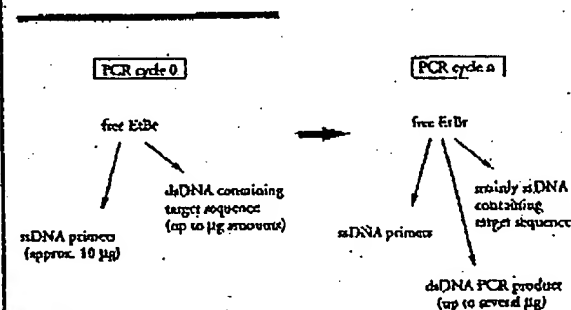 PCR cycle 0
free EtBr
ssDNA primers
(approx. 10 µg)
dsDNA containing
target sequence
(up to µg amounts)
PCR cycle n
free EtBr
ssDNA primers
mainly ssDNA
containing
target sequence
dsDNA PCR product
(up to several µg)